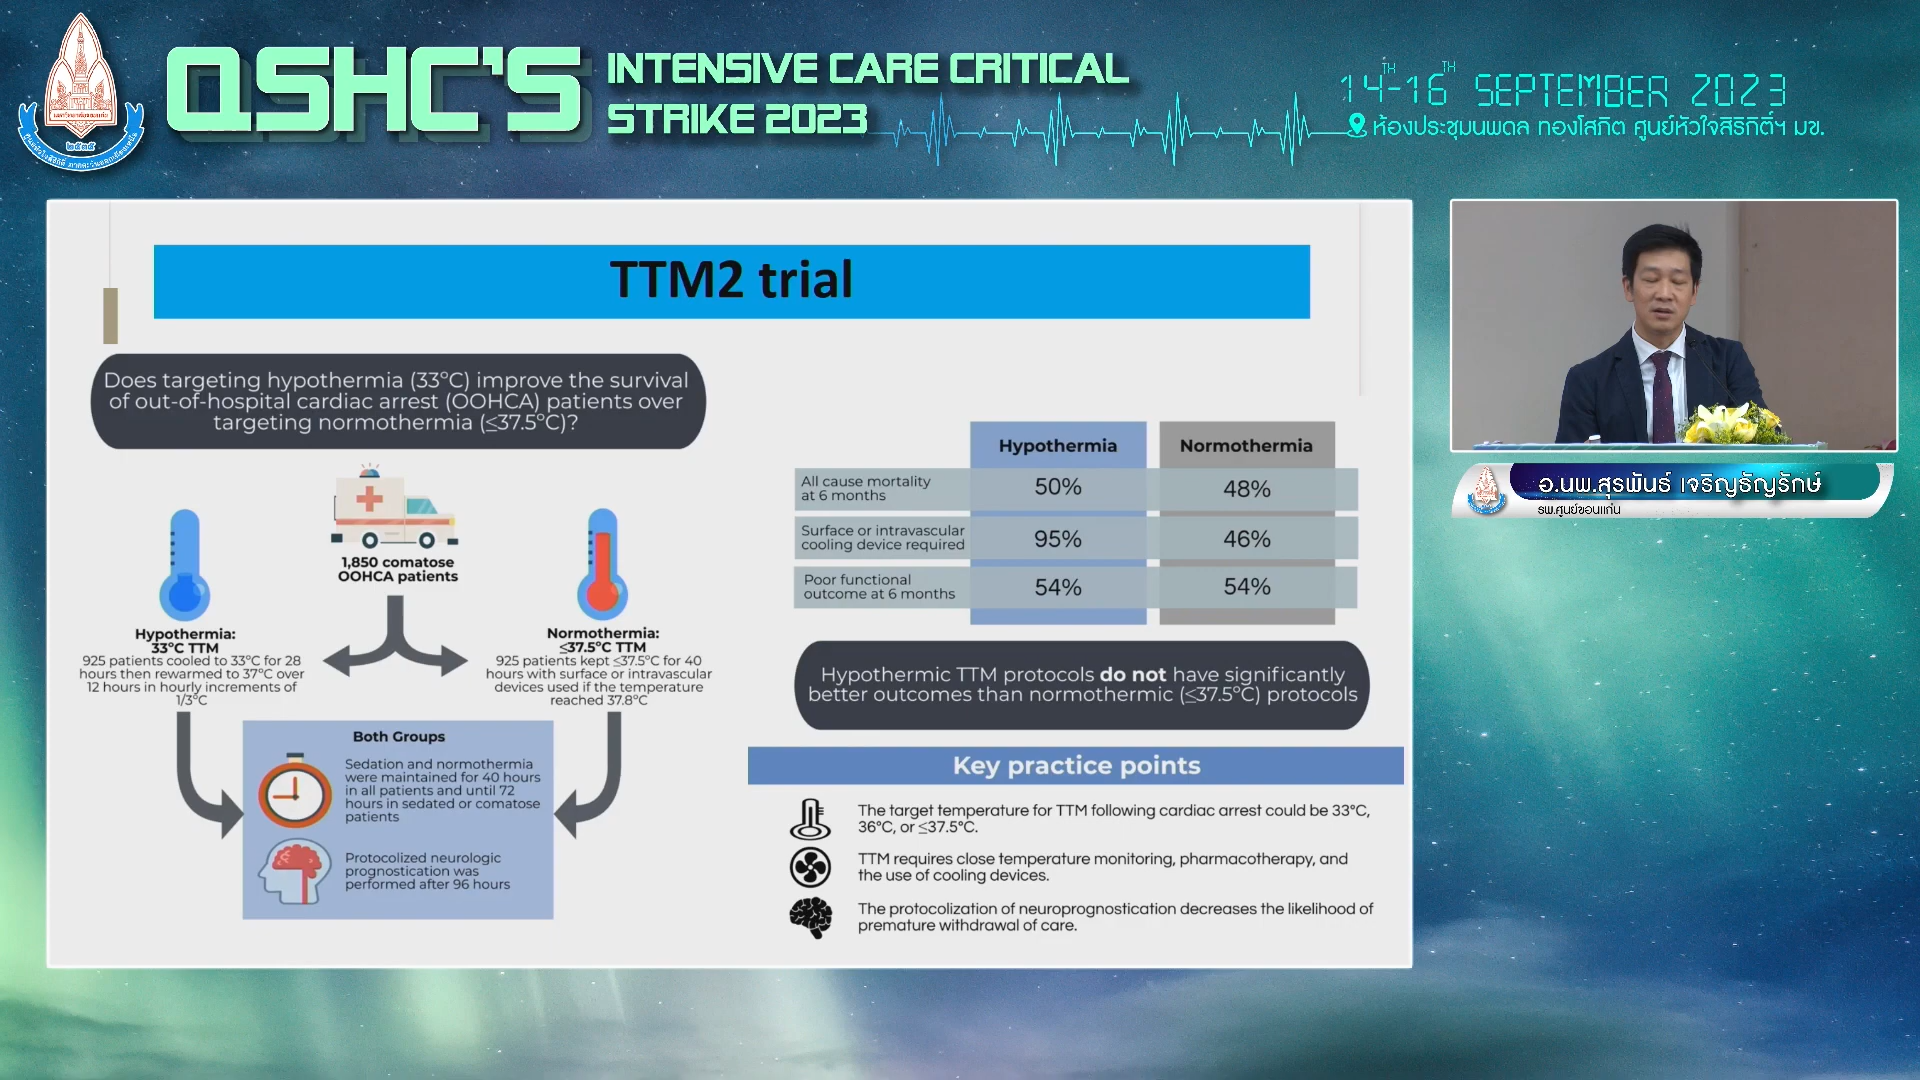 QSHC'S
INTENSIVE CARE CRITICAL
STRIKE 2023
14TH-16TH SEPTEMBER 2023
ห้องประชุมนพดล ทองโสภิต ศูนย์หัวใจสิริกิติ์ฯ มข.
TTM2 trial
Does targeting hypothermia (33°C) improve the survival
of out-of-hospital cardiac arrest (OOHCA) patients over
targeting normothermia (≤37.5°C)?
1,850 comatose
OOHCA patients
Hypothermia:
33°C TTM
925 patients cooled to 33°C for 28
hours then rewarmed to 37°C over
12 hours in hourly increments of
1/3°C
Normothermia:
≤37.5°C TTM
925 patients kept ≤37.5°C for 40
hours with surface or intravascular
devices used if the temperature
reached 37.8°C
Both Groups
Sedation and normothermia
were maintained for 40 hours
in all patients and until 72
hours in sedated or comatose
patients
Protocolized neurologic
prognostication was
performed after 96 hours
Hypothermia Normothermia
All cause mortality
at 6 months
50% 48%
Surface or intravascular
cooling device required
95% 46%
Poor functional
outcome at 6 months
54% 54%
Hypothermic TTM protocols do not have significantly
better outcomes than normothermic (≤37.5°C) protocols
Key practice points
The target temperature for TTM following cardiac arrest could be 33°C,
36°C, or ≤37.5°C.
TTM requires close temperature monitoring, pharmacotherapy, and
the use of cooling devices.
The protocolization of neuroprognostication decreases the likelihood of
premature withdrawal of care.
อ.นพ.สุรพันธ์ เจริญธัญรักษ์
รพ.ศูนย์ขอนแก่น